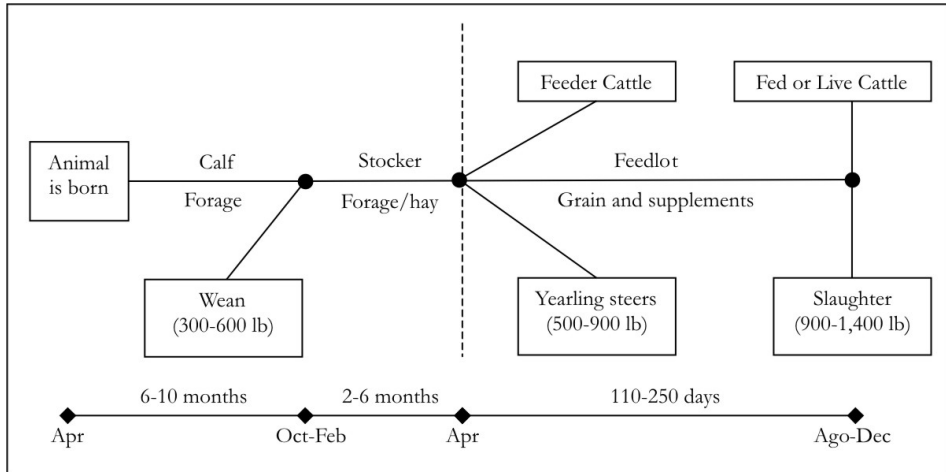 Feeder Cattle
Fed or Live Cattle
Animal
is born
Calf
Forage
Stocker
Forage/hay
Feedlot
Grain and supplements
Wean
(300-600 lb)
Yearling steers
(500-900 lb)
Slaughter
(900-1,400 lb)
6-10 months
2-6 months
110-250 days
Apr
Oct-Feb
Apr
Ago-Dec